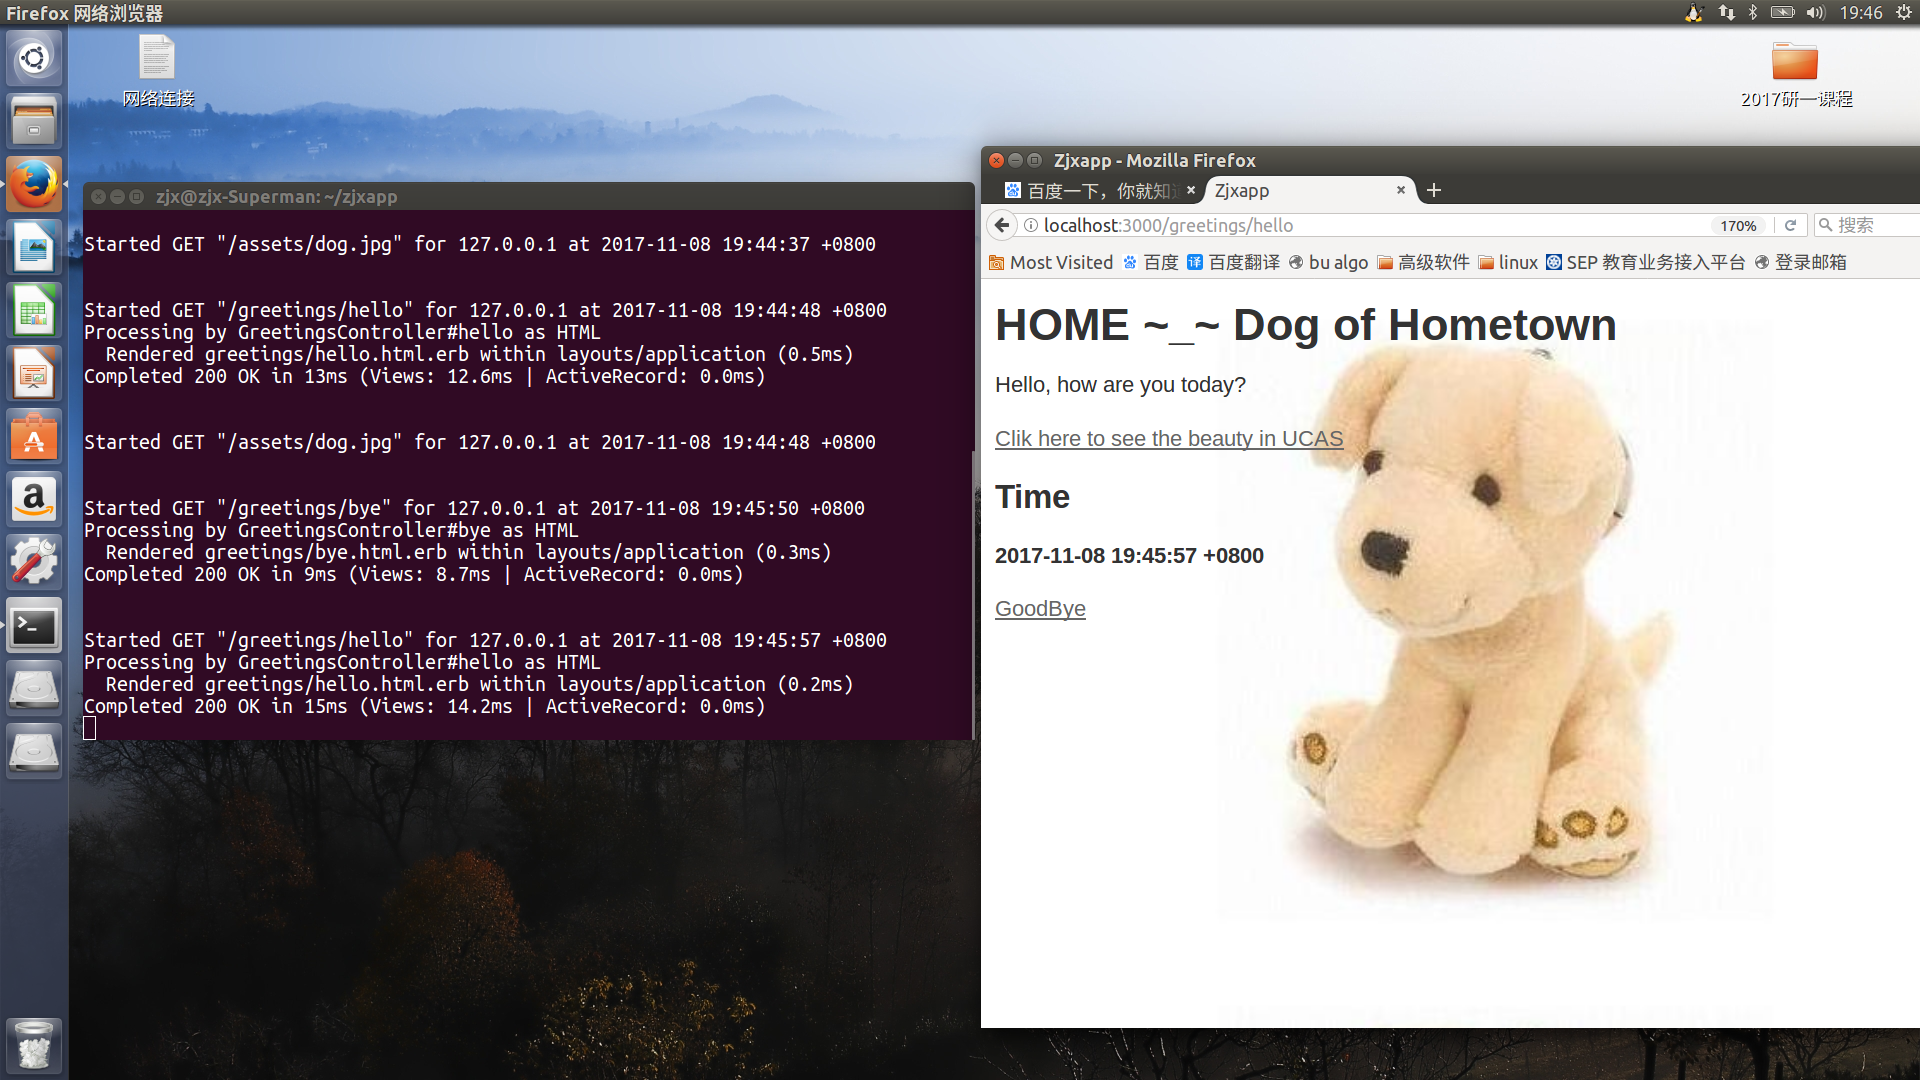 Firefox 网络浏览器
19:46
网络连接
2017研一课程
zjx@zjx-Superman: ~/zjxapp
Started GET "/assets/dog.jpg" for 127.0.0.1 at 2017-11-08 19:44:37 +0800
Started GET "/greetings/hello" for 127.0.0.1 at 2017-11-08 19:44:48 +0800
Processing by GreetingsController#hello as HTML
Rendered greetings/hello.html.erb within layouts/application (0.5ms)
Completed 200 OK in 13ms (Views: 12.6ms | ActiveRecord: 0.0ms)
Started GET "/assets/dog.jpg" for 127.0.0.1 at 2017-11-08 19:44:48 +0800
Started GET "/greetings/bye" for 127.0.0.1 at 2017-11-08 19:45:50 +0800
Processing by GreetingsController#bye as HTML
Rendered greetings/bye.html.erb within layouts/application (0.3ms)
Completed 200 OK in 9ms (Views: 8.7ms | ActiveRecord: 0.0ms)
Started GET "/greetings/hello" for 127.0.0.1 at 2017-11-08 19:45:57 +0800
Processing by GreetingsController#hello as HTML
Rendered greetings/hello.html.erb within layouts/application (0.2ms)
Completed 200 OK in 15ms (Views: 14.2ms | ActiveRecord: 0.0ms)
Zjxapp - Mozilla Firefox
百度一下，你就知 Zjxapp
localhost:3000/greetings/hello 170% 搜索
Most Visited 百度 译 百度翻译 bu algo 高级软件 linux SEP 教育业务接入平台 登录邮箱
HOME ~_~ Dog of Hometown
Hello, how are you today?
Clik here to see the beauty in UCAS
Time
2017-11-08 19:45:57 +0800
GoodBye